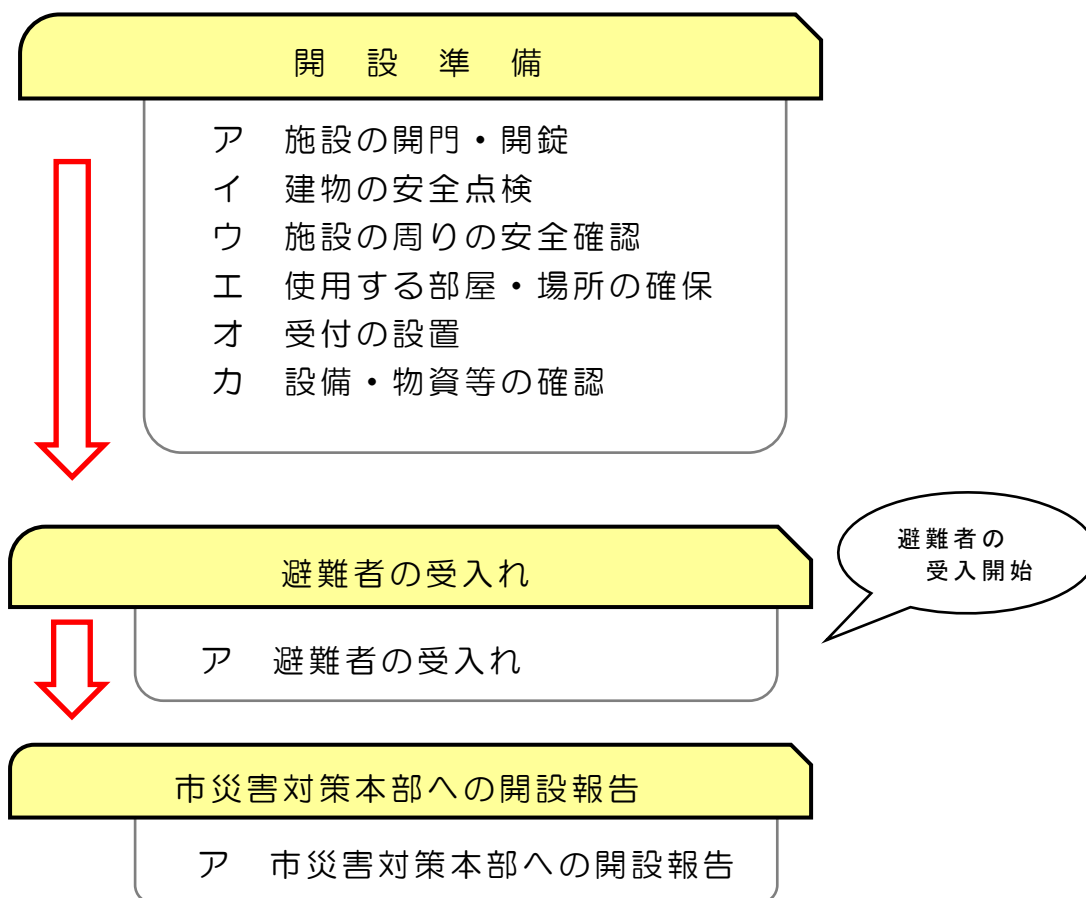 開設準備
ア 施設の開門・開錠
イ 建物の安全点検
ウ 施設の周りの安全確認
エ 使用する部屋・場所の確保
オ 受付の設置
カ 設備・物資等の確認
避難者の受入れ
避難者の
受入開始
ア 避難者の受入れ
市災害対策本部への開設報告
ア 市災害対策本部への開設報告